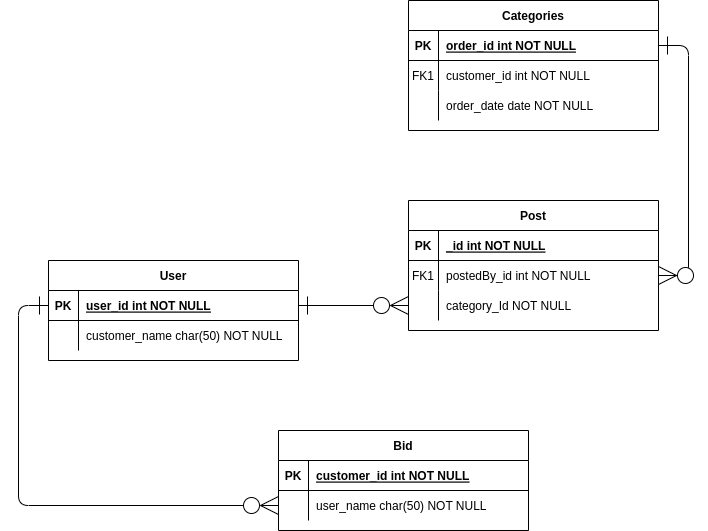 Categories
PK order_id int NOT NULL
FK1 customer_id int NOT NULL
order_date date NOT NULL
Post
PK _id int NOT NULL
FK1 postedBy_id int NOT NULL
category_Id NOT NULL
User
PK user_id int NOT NULL
customer_name char(50) NOT NULL
Bid
PK customer_id int NOT NULL
user_name char(50) NOT NULL